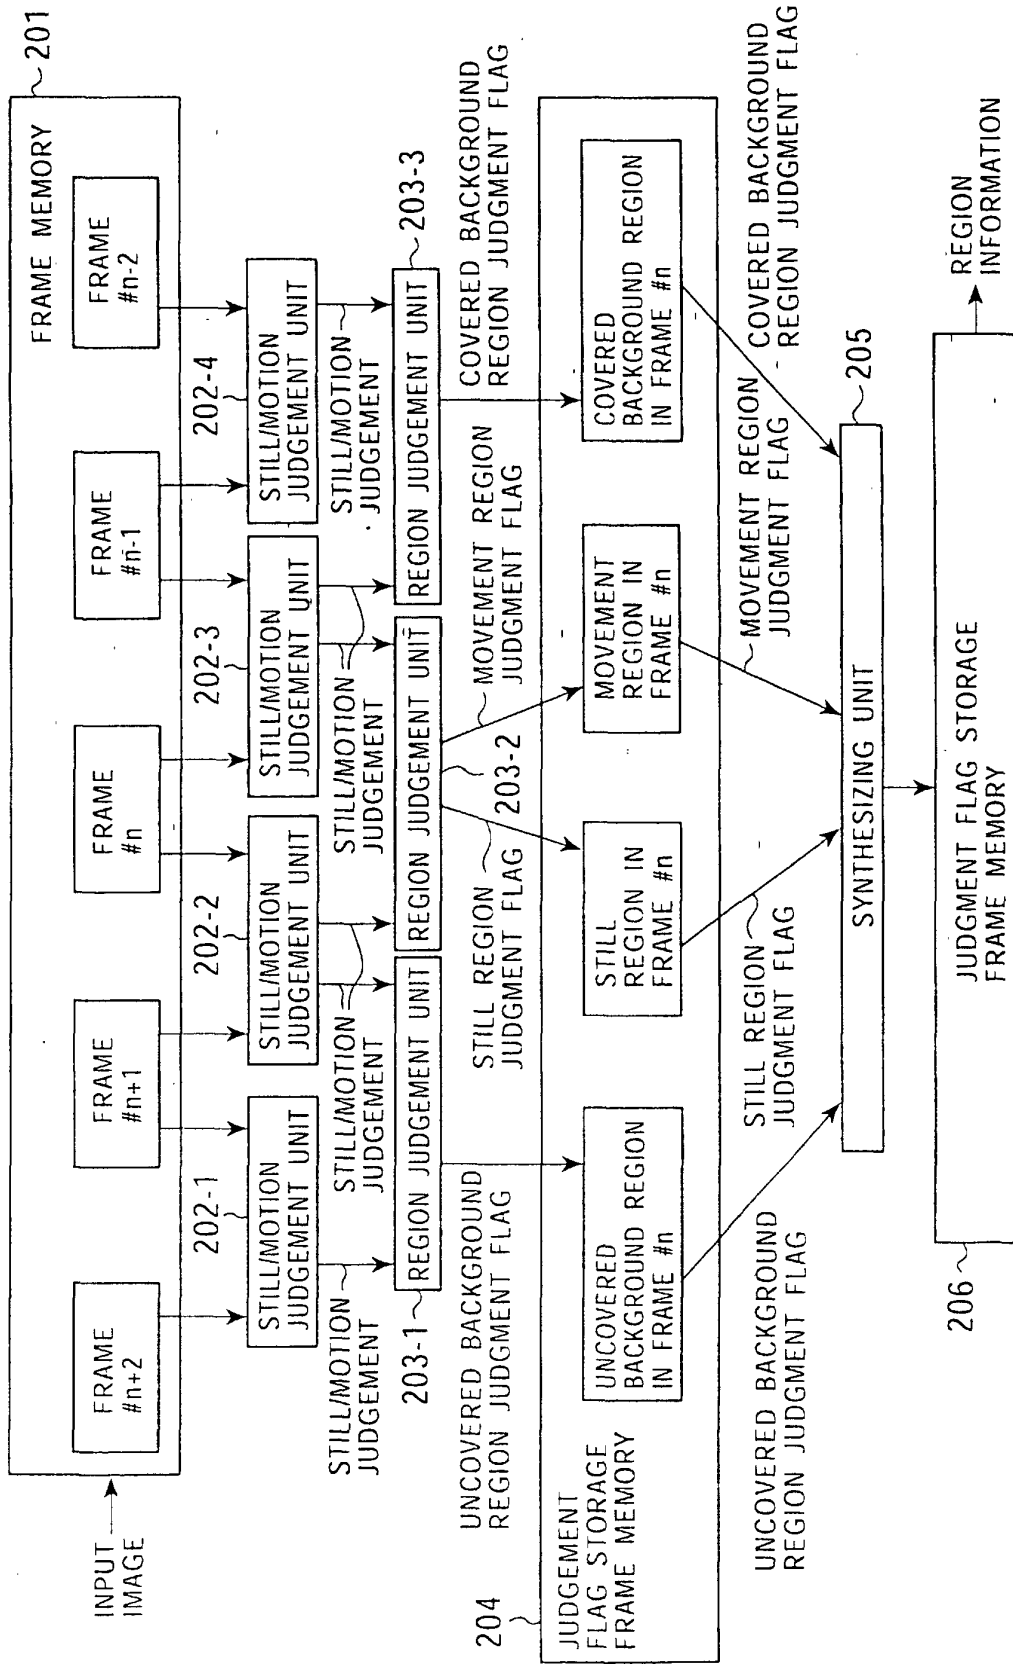 INPUT
IMAGE
FRAME MEMORY
201
FRAME
#n+2
FRAME
#n+1
FRAME
#n
FRAME
#n-1
FRAME
#n-2
202-1
202-2
202-3
202-4
STILL/MOTION
JUDGEMENT UNIT
STILL/MOTION
JUDGEMENT UNIT
STILL/MOTION
JUDGEMENT UNIT
STILL/MOTION
JUDGEMENT UNIT
STILL/MOTION
JUDGEMENT
STILL/MOTION
JUDGEMENT
STILL/MOTION
JUDGEMENT
STILL/MOTION
JUDGEMENT
203-1
REGION JUDGEMENT UNIT
REGION JUDGEMENT UNIT
REGION JUDGEMENT UNIT
203-3
203-2
UNCOVERED BACKGROUND
REGION JUDGMENT FLAG
STILL REGION
JUDGMENT FLAG
MOVEMENT REGION
JUDGMENT FLAG
COVERED BACKGROUND
REGION JUDGMENT FLAG
204
JUDGEMENT
FLAG STORAGE
FRAME MEMORY
UNCOVERED
BACKGROUND REGION
IN FRAME #n
STILL
REGION IN
FRAME #n
MOVEMENT
REGION IN
FRAME #n
COVERED
BACKGROUND REGION
IN FRAME #n
UNCOVERED BACKGROUND
REGION JUDGMENT FLAG
STILL REGION
JUDGMENT FLAG
MOVEMENT REGION
JUDGMENT FLAG
COVERED BACKGROUND
REGION JUDGMENT FLAG
SYNTHESIZING UNIT
205
206
JUDGMENT FLAG STORAGE
FRAME MEMORY
REGION
INFORMATION